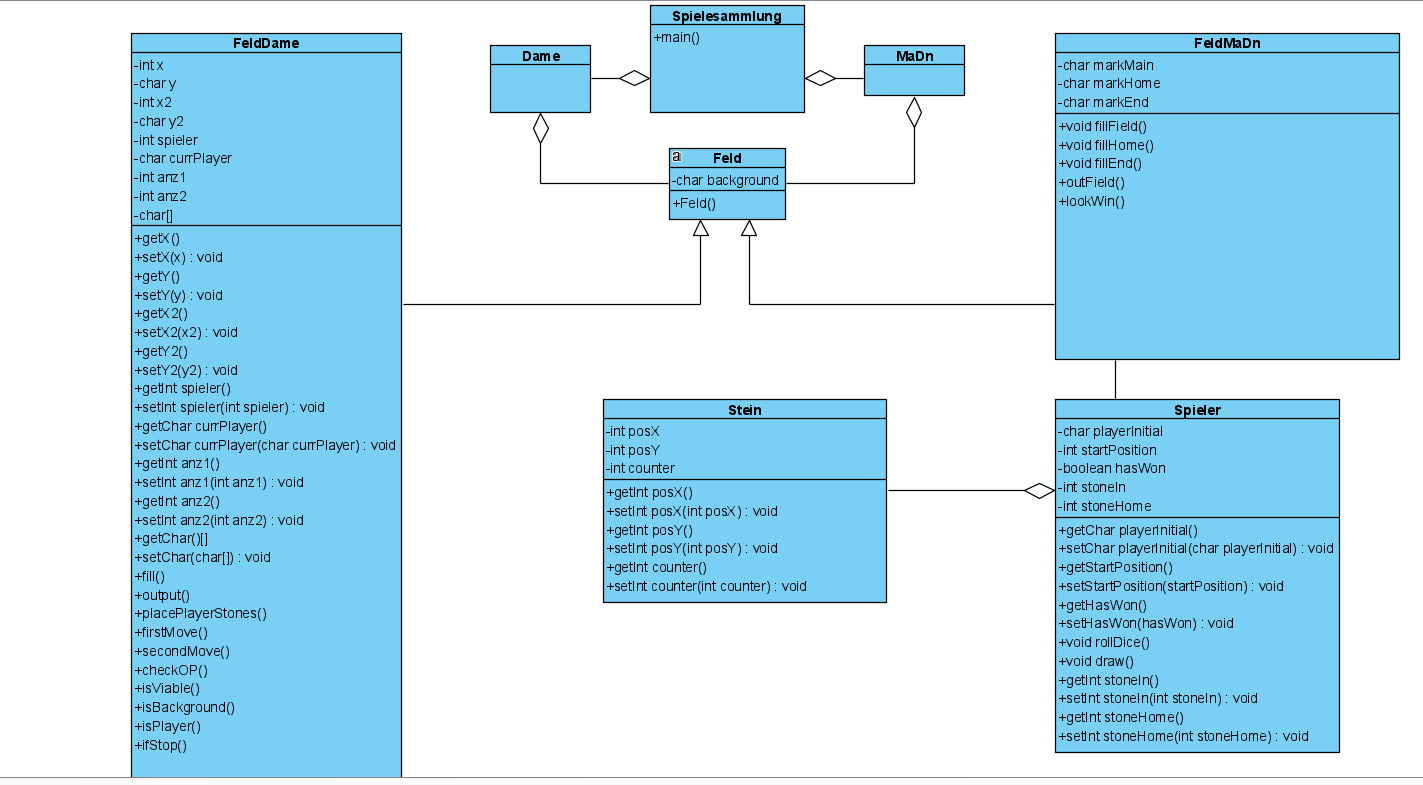 FeldDame
-int x
-char y
-int x2
-char y2
-int spieler
-char currPlayer
-int anz1
-int anz2
-char[]
+getX()
+setX(x) : void
+getY()
+setY(y) : void
+getX2()
+setX2(x2) : void
+getY2()
+setY2(y2) : void
+getInt spieler()
+setInt spieler(int spieler) : void
+getChar currPlayer()
+setChar currPlayer(char currPlayer) : void
+getInt anz1()
+setInt anz1(int anz1) : void
+getInt anz2()
+setInt anz2(int anz2) : void
+getChar()[]
+setChar(char[]) : void
+fill()
+output()
+placePlayerStones()
+firstMove()
+secondMove()
+checkOP()
+isViable()
+isBackground()
+isPlayer()
+ifStop()
Dame
Spielesammlung
+main()
MaDn
a
Feld
-char background
+Feld()
FeldMaDn
-char markMain
-char markHome
-char markEnd
+void fillField()
+void fillHome()
+void fillEnd()
+outField()
+lookWin()
Stein
-int posX
-int posY
-int counter
+getInt posX()
+setInt posX(int posX) : void
+getInt posY()
+setInt posY(int posY) : void
+getInt counter()
+setInt counter(int counter) : void
Spieler
-char playerInitial
-int startPosition
-boolean hasWon
-int stoneIn
-int stoneHome
+getChar playerInitial()
+setChar playerInitial(char playerInitial) : void
+getStartPosition()
+setStartPosition(startPosition) : void
+getHasWon()
+setHasWon(hasWon) : void
+void rollDice()
+void draw()
+getInt stoneIn()
+setInt stoneIn(int stoneIn) : void
+getInt stoneHome()
+setInt stoneHome(int stoneHome) : void